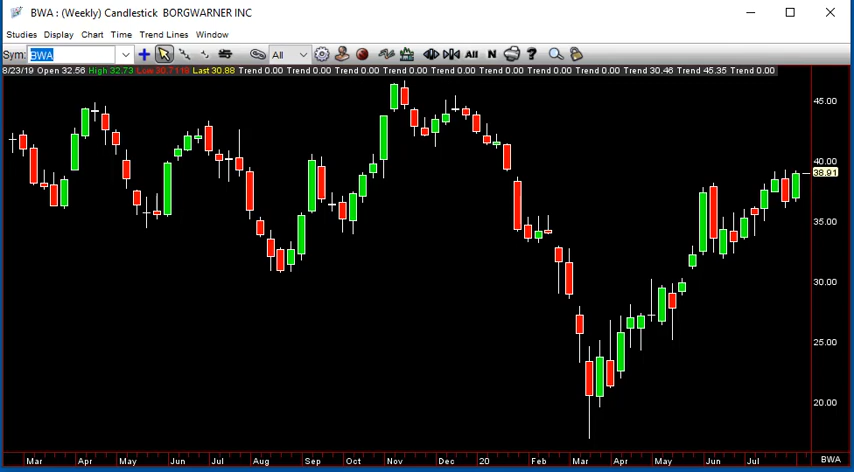 BWA : (Weekly) Candlestick BORGWARNER INC
Studies Display Chart Time Trend Lines Window
Sym: BWA All All N ?
8/23/19 Open 32.56 High 32.73 Low 30.7118 Last 30.88 Trend 0.00 Trend 0.00 Trend 0.00 Trend 0.00 Trend 0.00 Trend 0.00 Trend 0.00 Trend 0.00 Trend 30.46 Trend 45.35 Trend 0.00
45.00
40.00
38.91
35.00
30.00
25.00
20.00
Mar Apr May Jun Jul Aug Sep Oct Nov Dec 20 Feb Mar Apr May Jun Jul BWA